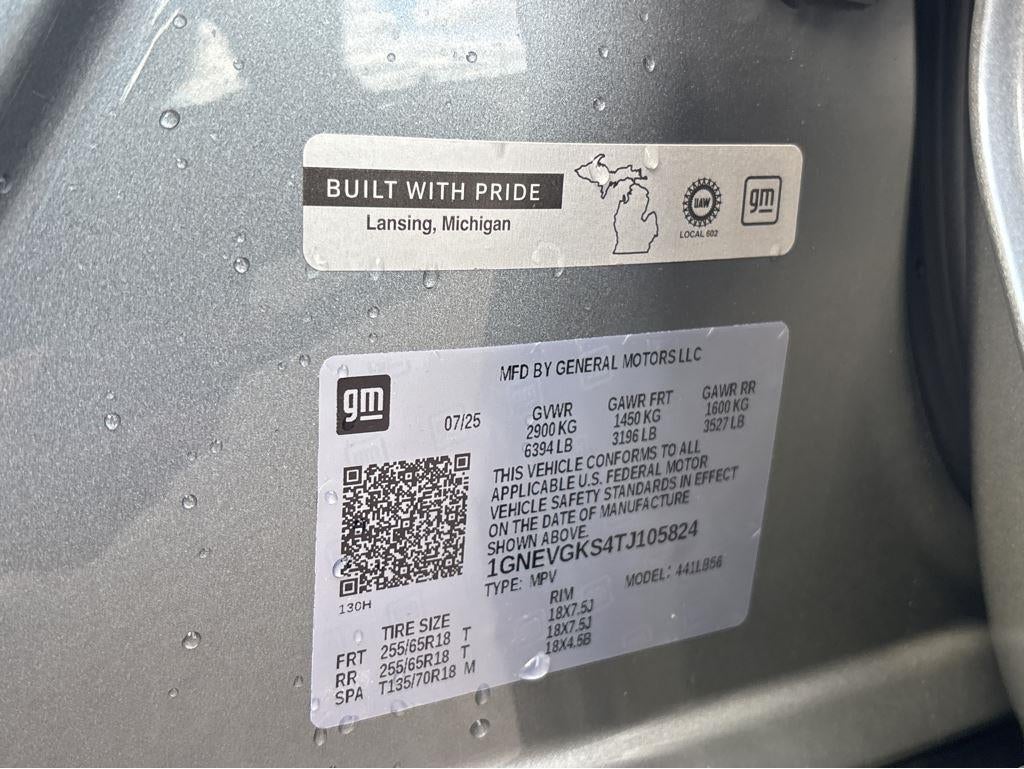 BUILT WITH PRIDE
Lansing, Michigan
UAW
LOCAL 602
gm
MFD BY GENERAL MOTORS LLC
gm
07/25
GVWR
2900 KG
6394 LB
GAWR FRT
1450 KG
3196 LB
GAWR RR
1600 KG
3527 LB
THIS VEHICLE CONFORMS TO ALL
APPLICABLE U.S. FEDERAL MOTOR
VEHICLE SAFETY STANDARDS IN EFFECT
ON THE DATE OF MANUFACTURE
SHOWN ABOVE.
1GNEVGKS4TJ105824
TYPE: MPV MODEL: 441LB56
130H
TIRE SIZE RIM
FRT 255/65R18 T 18X7.5J
RR 255/65R18 T 18X7.5J
SPA T135/70R18 M 18X4.5B